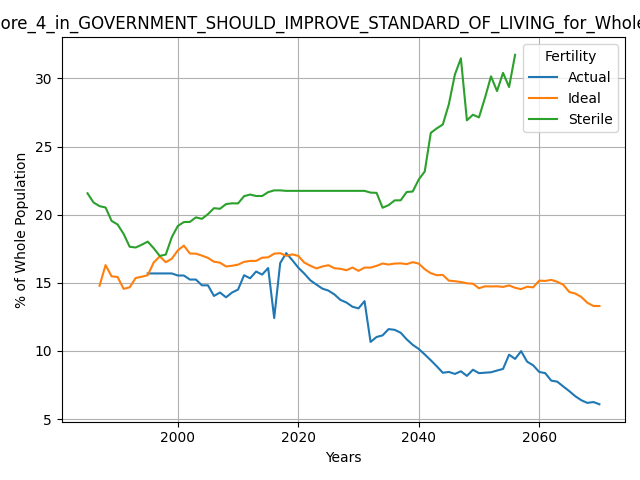 ore_4_in_GOVERNMENT_SHOULD_IMPROVE_STANDARD_OF_LIVING_for_Whole
Fertility
Actual
Ideal
Sterile
% of Whole Population
30
25
20
15
10
5
2000
2020
2040
2060
Years